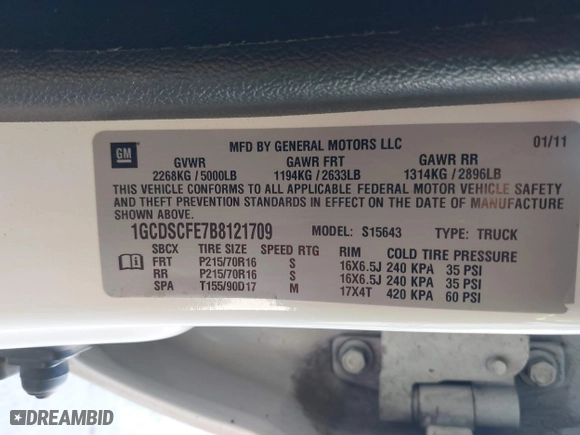 GM
MFD BY GENERAL MOTORS LLC 01/11
GVWR GAWR FRT GAWR RR
2268KG / 5000LB 1194KG / 2633LB 1314KG / 2896LB
THIS VEHICLE CONFORMS TO ALL APPLICABLE FEDERAL MOTOR VEHICLE SAFETY
AND THEFT PREVENTION STANDARDS IN EFFECT ON THE DATE OF MANUFACTURE
SHOWN ABOVE.
1GCDSCFE7B8121709 MODEL: S15643 TYPE: TRUCK
SBCX TIRE SIZE SPEED RTG RIM COLD TIRE PRESSURE
FRT P215/70R16 S 16X6.5J 240 KPA 35 PSI
RR P215/70R16 S 16X6.5J 240 KPA 35 PSI
SPA T155/90D17 M 17X4T 420 KPA 60 PSI
DREAMBID